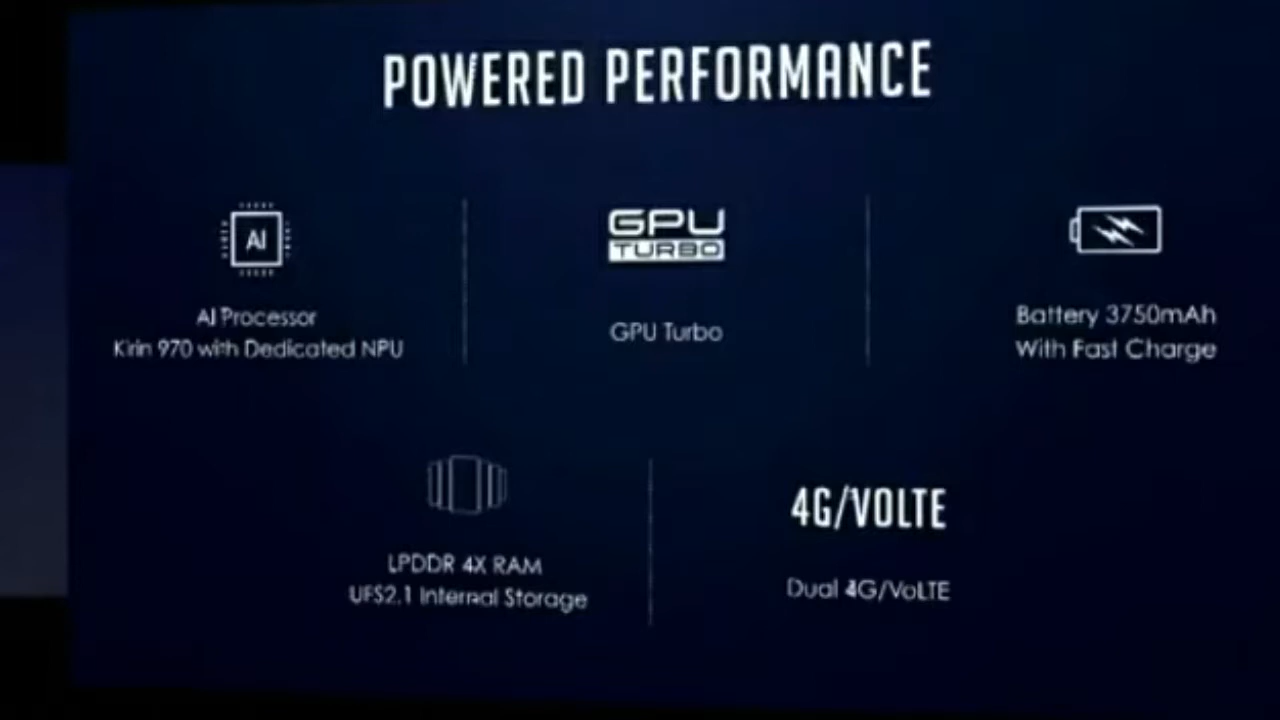 POWERED PERFORMANCE
AI
AI Processor
Kirin 970 with Dedicated NPU
GPU
TURBO
GPU Turbo
Battery 3750mAh
With Fast Charge
LPDDR 4X RAM
UFS2.1 Internal Storage
4G/VOLTE
Dual 4G/VoLTE